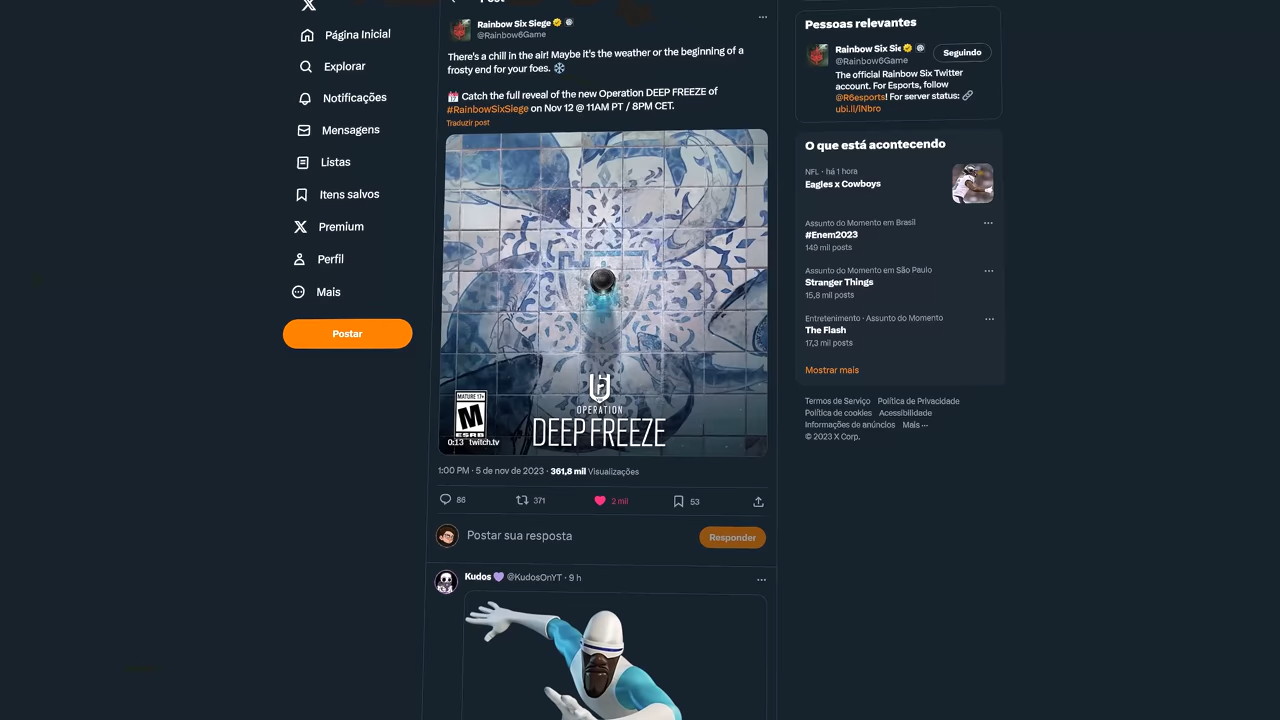 Página Inicial
Explorar
Notificações
Mensagens
Listas
Itens salvos
Premium
Perfil
Mais
Postar
Rainbow Six Siege
@Rainbow6Game
There's a chill in the air! Maybe it's the weather or the beginning of a
frosty end for your foes. ❄️
📅 Catch the full reveal of the new Operation DEEP FREEZE of
#RainbowSixSiege on Nov 12 @ 11AM PT / 8PM CET.
Traduzir post
MATURE 17+
M
ESRB
0:13 twitch.tv
OPERATION
DEEP FREEZE
1:00 PM · 5 de nov de 2023 · 361,8 mil Visualizações
86 371 2 mil 53
Postar sua resposta
Responder
Kudos 💜 @KudosOnYT · 9 h
Pessoas relevantes
Rainbow Six Sie
Seguindo
@Rainbow6Game
The official Rainbow Six Twitter
account. For Esports, follow
@R6esports! For server status: 🔗
ubi.li/iNbro
O que está acontecendo
NFL · há 1 hora
Eagles x Cowboys
Assunto do Momento em Brasil
#Enem2023
149 mil posts
Assunto do Momento em São Paulo
Stranger Things
15,8 mil posts
Entretenimento · Assunto do Momento
The Flash
17,3 mil posts
Mostrar mais
Termos de Serviço Política de Privacidade
Política de cookies Acessibilidade
Informações de anúncios Mais ···
© 2023 X Corp.